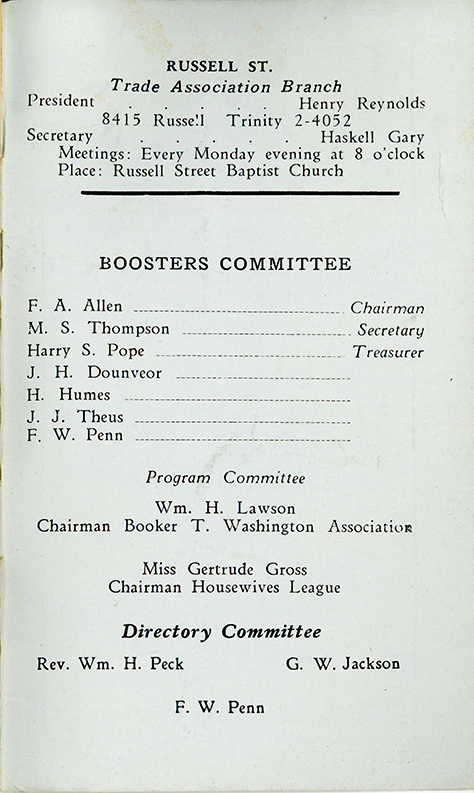 RUSSELL ST.
Trade Association Branch
President . . . . . Henry Reynolds
8415 Russell Trinity 2-4052
Secretary . . . . . Haskell Gary
Meetings: Every Monday evening at 8 o'clock
Place: Russell Street Baptist Church
BOOSTERS COMMITTEE
F. A. Allen Chairman
M. S. Thompson Secretary
Harry S. Pope Treasurer
J. H. Dounveor
H. Humes
J. J. Theus
F. W. Penn
Program Committee
Wm. H. Lawson
Chairman Booker T. Washington Association
Miss Gertrude Gross
Chairman Housewives League
Directory Committee
Rev. Wm. H. Peck G. W. Jackson
F. W. Penn